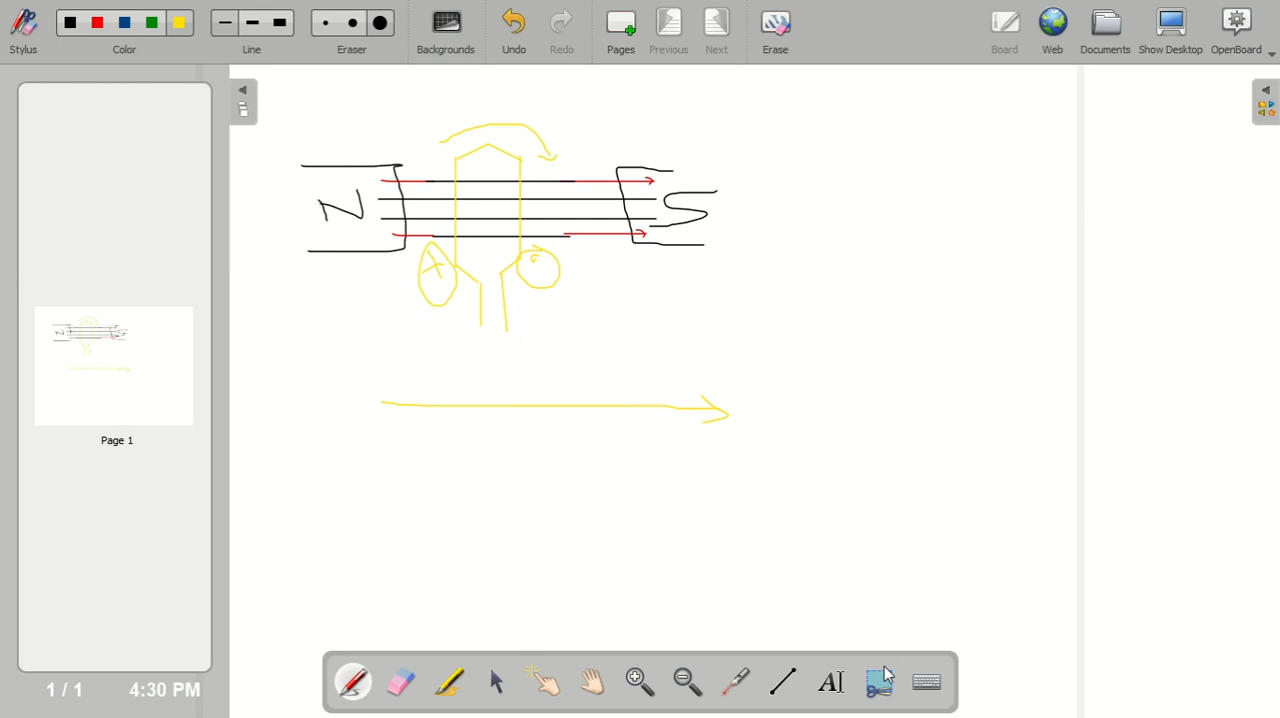 Stylus Color Line Eraser Backgrounds Undo Redo Pages Previous Next Erase Board Web Documents Show Desktop OpenBoard
N S
Page 1
1 / 1 4:30 PM